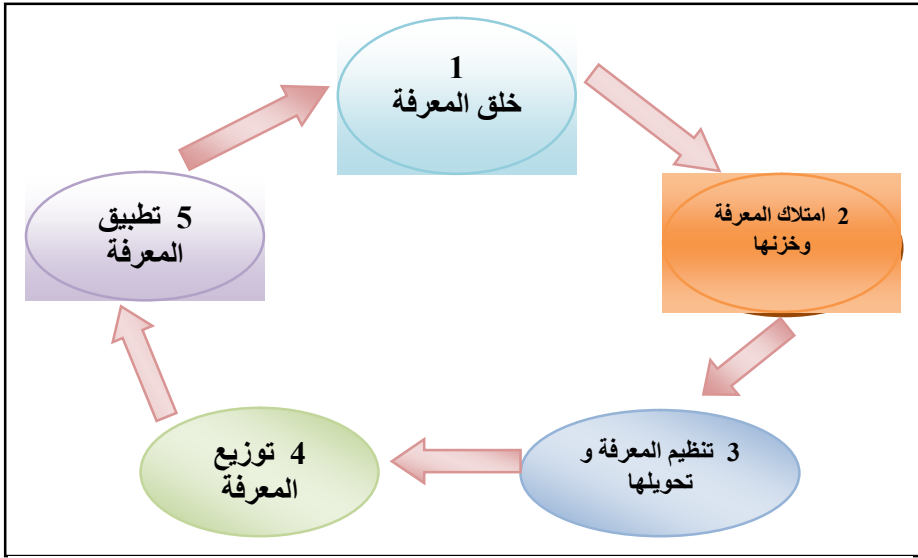 1
خلق المعرفة
2 امتلاك المعرفة
وخزنها
3 تنظيم المعرفة و
تحويلها
4 توزيع
المعرفة
5 تطبيق
المعرفة